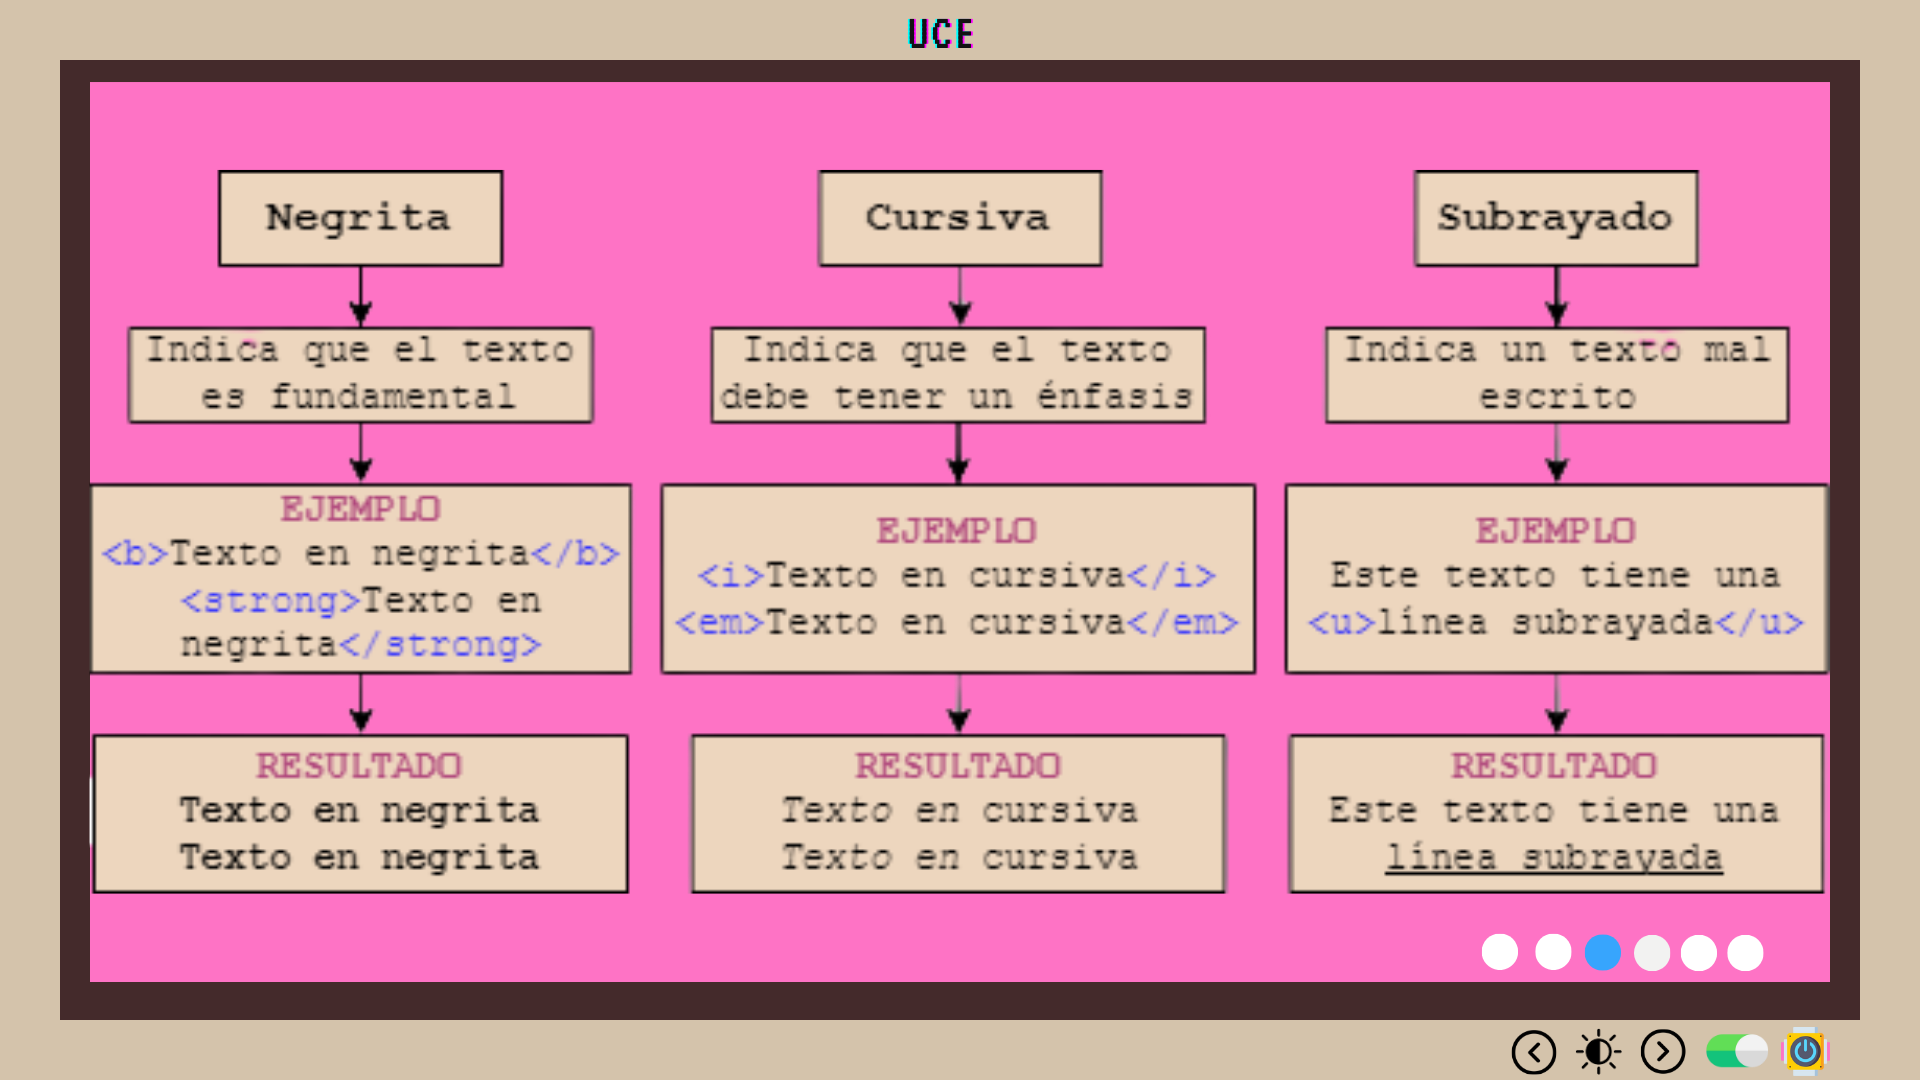 UCE
Negrita
Indica que el texto
es fundamental
EJEMPLO
<b>Texto en negrita</b>
<strong>Texto en
negrita</strong>
RESULTADO
Texto en negrita
Texto en negrita
Cursiva
Indica que el texto
debe tener un énfasis
EJEMPLO
<i>Texto en cursiva</i>
<em>Texto en cursiva</em>
RESULTADO
Texto en cursiva
Texto en cursiva
Subrayado
Indica un texto mal
escrito
EJEMPLO
Este texto tiene una
<u>línea subrayada</u>
RESULTADO
Este texto tiene una
línea subrayada